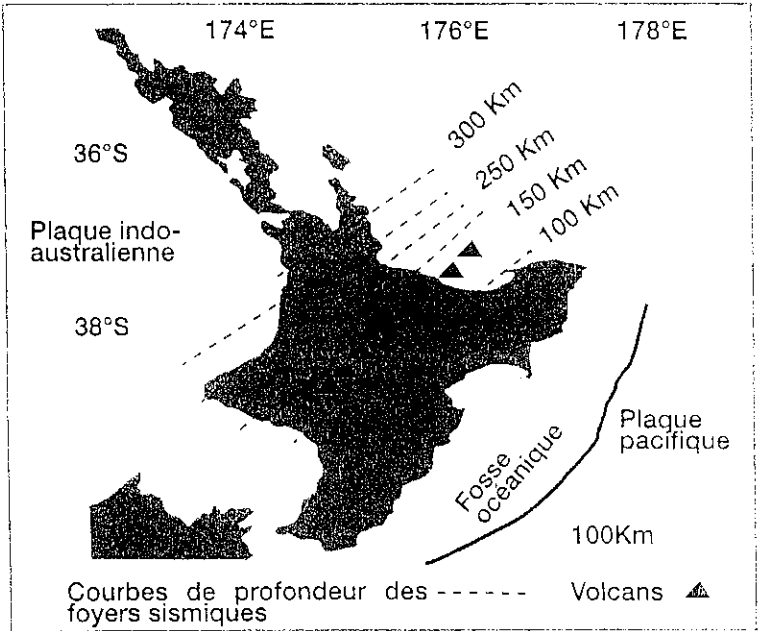 174°E 176°E 178°E
300 Km
250 Km
36°S
150 Km
100 Km
Plaque indo-
australienne
38°S
Plaque
pacifique
Fosse
océanique
100Km
Courbes de profondeur des
foyers sismiques
Volcans